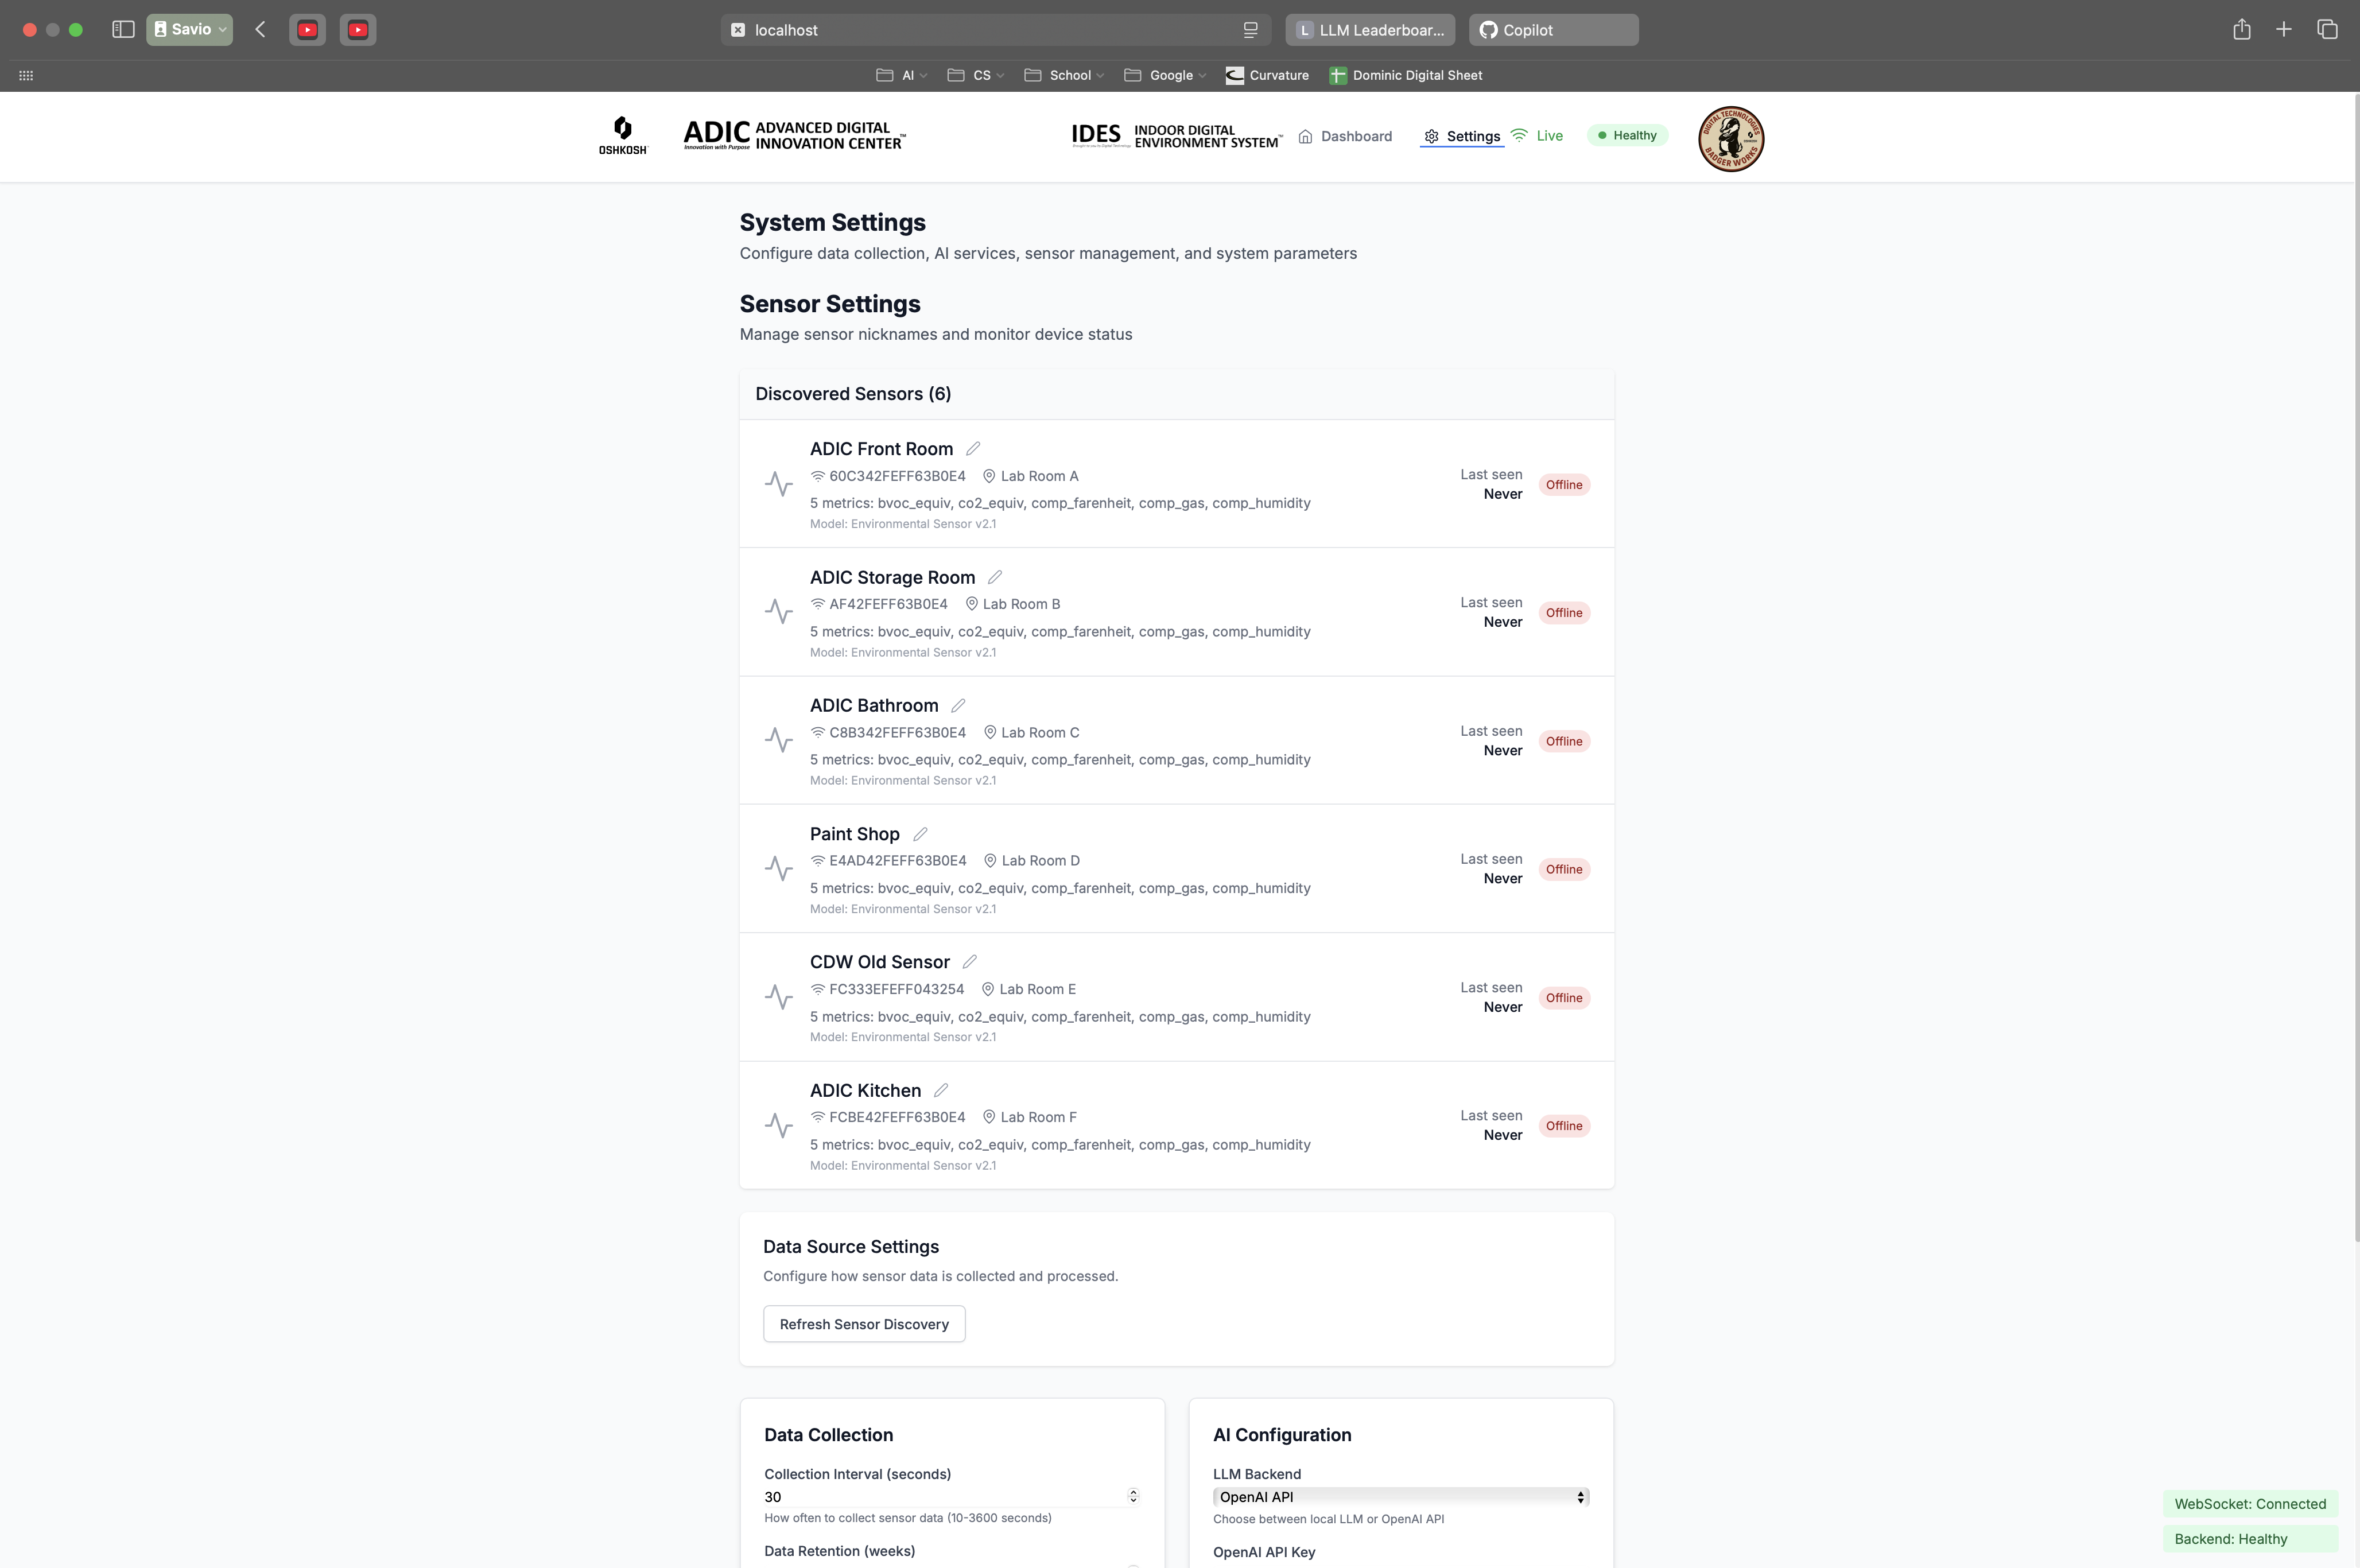 Savio
localhost
LLM Leaderboar...
Copilot
AI
CS
School
Google
Curvature
Dominic Digital Sheet
OSHKOSH
ADIC ADVANCED DIGITAL INNOVATION CENTER™
Innovation with Purpose
IDES INDOOR DIGITAL ENVIRONMENT SYSTEM™
Dashboard
Settings
Live
Healthy
DIGITAL TECHNOLOGIES
BADGER WORKS
System Settings
Configure data collection, AI services, sensor management, and system parameters
Sensor Settings
Manage sensor nicknames and monitor device status
Discovered Sensors (6)
ADIC Front Room
60C342FEFF63B0E4 Lab Room A
5 metrics: bvoc_equiv, co2_equiv, comp_farenheit, comp_gas, comp_humidity
Model: Environmental Sensor v2.1
Last seen
Never
Offline
ADIC Storage Room
AF42FEFF63B0E4 Lab Room B
5 metrics: bvoc_equiv, co2_equiv, comp_farenheit, comp_gas, comp_humidity
Model: Environmental Sensor v2.1
Last seen
Never
Offline
ADIC Bathroom
C8B342FEFF63B0E4 Lab Room C
5 metrics: bvoc_equiv, co2_equiv, comp_farenheit, comp_gas, comp_humidity
Model: Environmental Sensor v2.1
Last seen
Never
Offline
Paint Shop
E4AD42FEFF63B0E4 Lab Room D
5 metrics: bvoc_equiv, co2_equiv, comp_farenheit, comp_gas, comp_humidity
Model: Environmental Sensor v2.1
Last seen
Never
Offline
CDW Old Sensor
FC333EFEFF043254 Lab Room E
5 metrics: bvoc_equiv, co2_equiv, comp_farenheit, comp_gas, comp_humidity
Model: Environmental Sensor v2.1
Last seen
Never
Offline
ADIC Kitchen
FCBE42FEFF63B0E4 Lab Room F
5 metrics: bvoc_equiv, co2_equiv, comp_farenheit, comp_gas, comp_humidity
Model: Environmental Sensor v2.1
Last seen
Never
Offline
Data Source Settings
Configure how sensor data is collected and processed.
Refresh Sensor Discovery
Data Collection
Collection Interval (seconds)
30
How often to collect sensor data (10-3600 seconds)
Data Retention (weeks)
AI Configuration
LLM Backend
OpenAI API
Choose between local LLM or OpenAI API
OpenAI API Key
WebSocket: Connected
Backend: Healthy